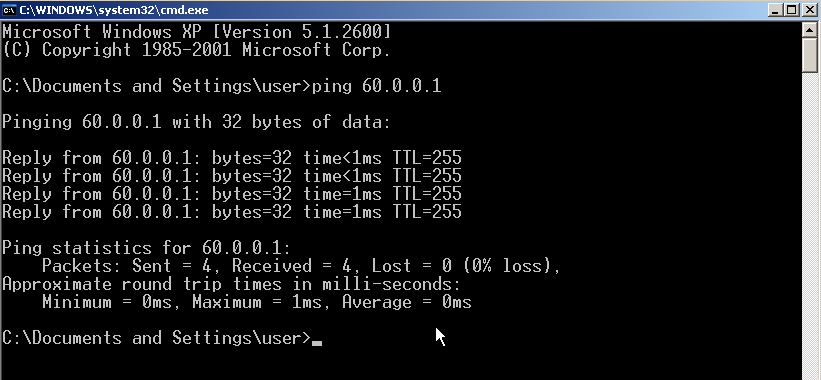 C:\WINDOWS\system32\cmd.exe
Microsoft Windows XP [Version 5.1.2600]
(C) Copyright 1985-2001 Microsoft Corp.
C:\Documents and Settings\user>ping 60.0.0.1
Pinging 60.0.0.1 with 32 bytes of data:
Reply from 60.0.0.1: bytes=32 time<1ms TTL=255
Reply from 60.0.0.1: bytes=32 time<1ms TTL=255
Reply from 60.0.0.1: bytes=32 time=1ms TTL=255
Reply from 60.0.0.1: bytes=32 time=1ms TTL=255
Ping statistics for 60.0.0.1:
    Packets: Sent = 4, Received = 4, Lost = 0 (0% loss),
Approximate round trip times in milli-seconds:
    Minimum = 0ms, Maximum = 1ms, Average = 0ms
C:\Documents and Settings\user>_